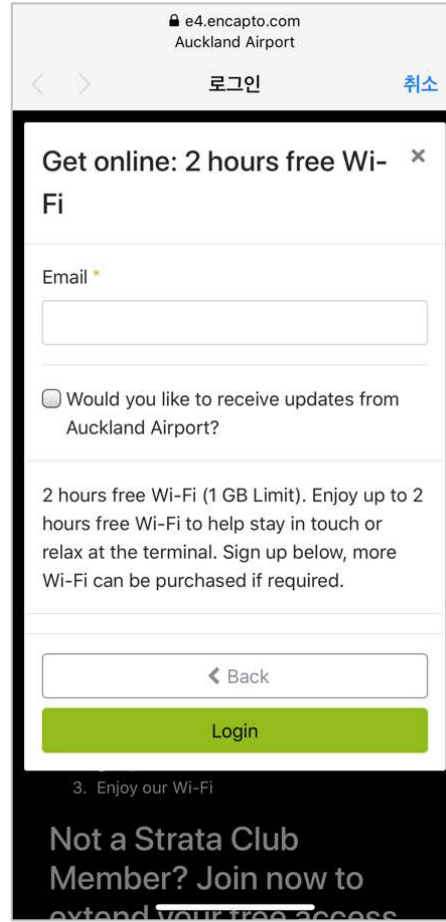 e4.encapto.com
Auckland Airport
로그인
취소
Get online: 2 hours free Wi-
Fi
×
Email *
Would you like to receive updates from
Auckland Airport?
2 hours free Wi-Fi (1 GB Limit). Enjoy up to 2
hours free Wi-Fi to help stay in touch or
relax at the terminal. Sign up below, more
Wi-Fi can be purchased if required.
Back
Login
3. Enjoy our Wi-Fi
Not a Strata Club
Member? Join now to
extend your free access